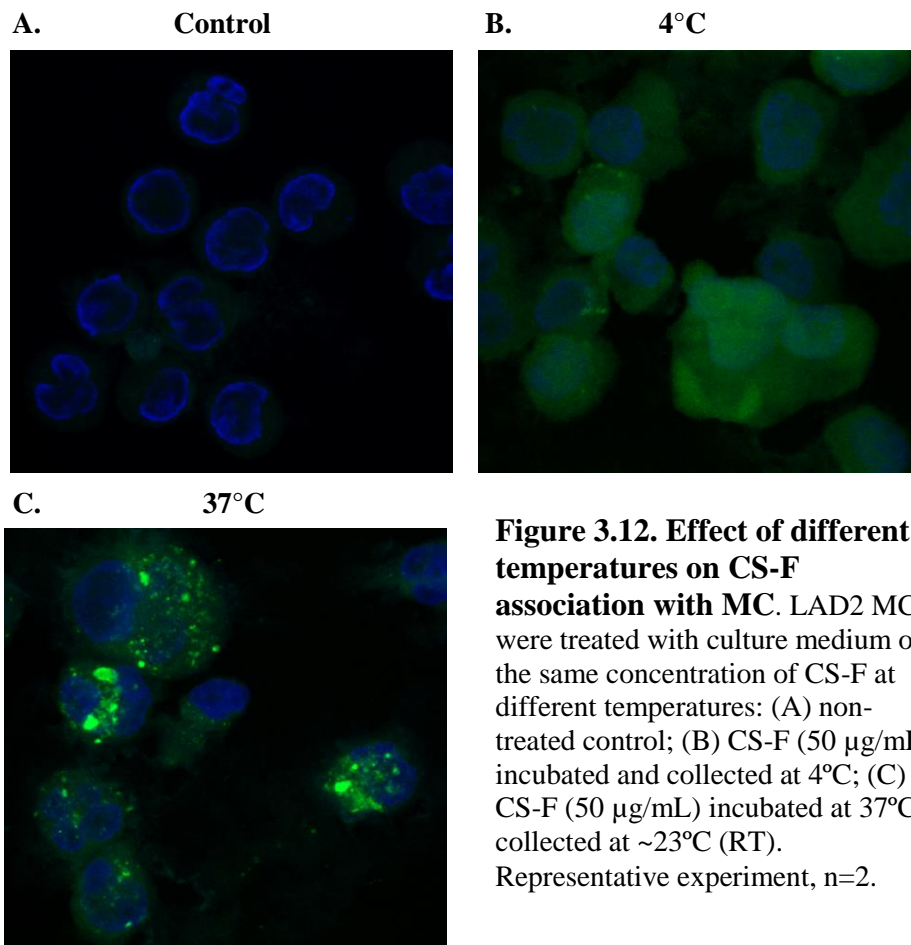 A. Control
B. 4°C
C. 37°C
Figure 3.12. Effect of different
temperatures on CS-F
association with MC. LAD2 MC
were treated with culture medium o
the same concentration of CS-F at
different temperatures: (A) non-
treated control; (B) CS-F (50 µg/mL
incubated and collected at 4ºC; (C)
CS-F (50 µg/mL) incubated at 37ºC
collected at ~23ºC (RT).
Representative experiment, n=2.